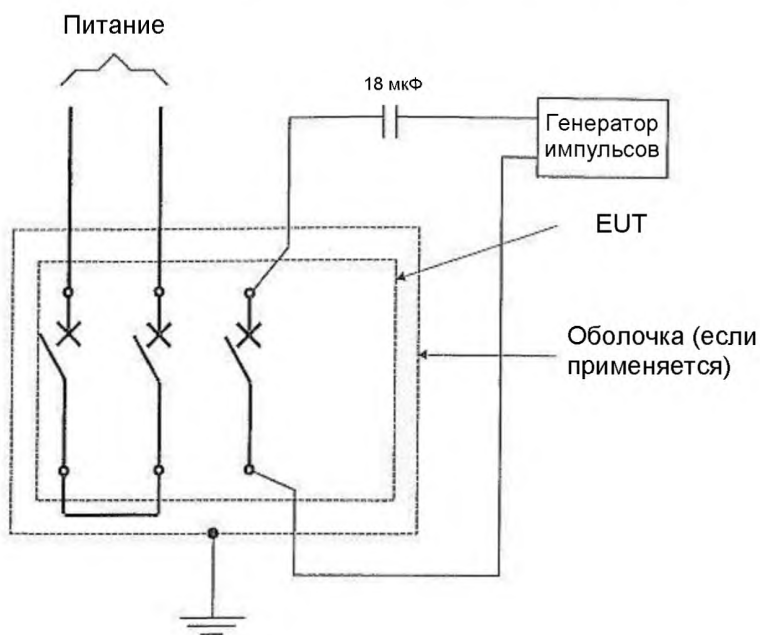 Питание
18 мкФ
Генератор
импульсов
EUT
Оболочка (если
применяется)